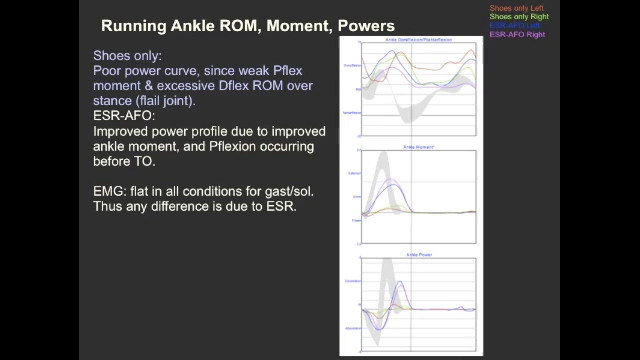 Running Ankle ROM, Moment, Powers
Shoes only Left
Shoes only Right
ESR-AFO Left
ESR-AFO Right
Shoes only:
Poor power curve, since weak Pflex
moment & excessive Dflex ROM over
stance (flail joint).
ESR-AFO:
Improved power profile due to improved
ankle moment, and Pflexion occurring
before TO.
EMG: flat in all conditions for gast/sol.
Thus any difference is due to ESR.
Ankle Dorsiflexion/Plantarflexion
Ankle Moment*
Ankle Power